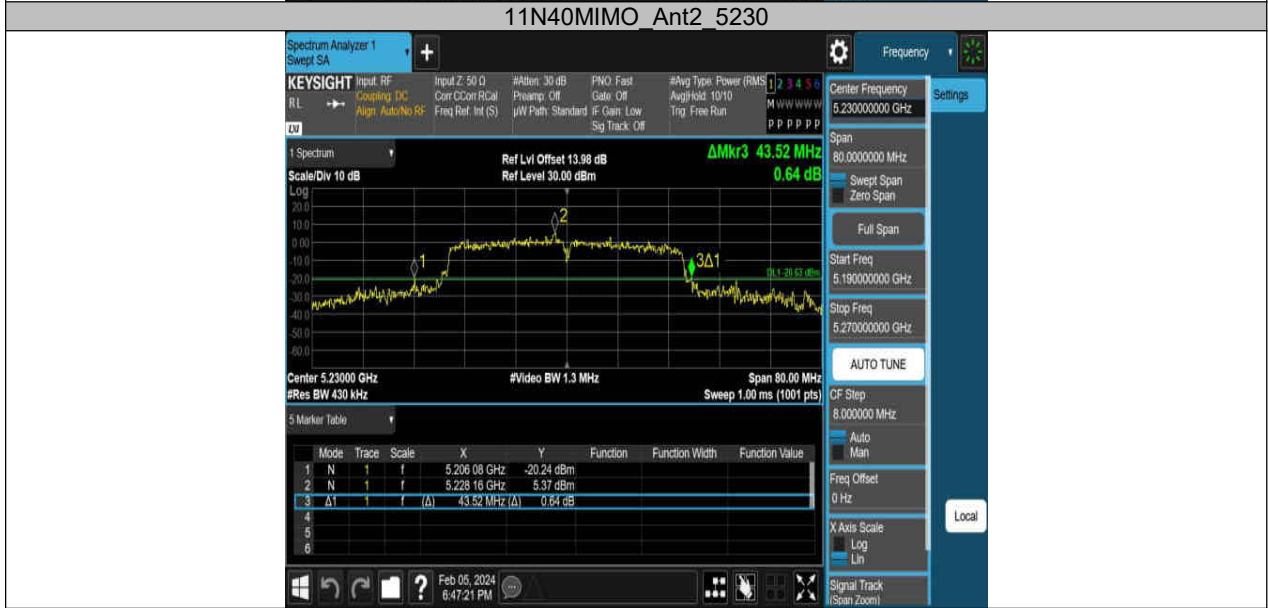 11N40MIMO_Ant2_5230
Spectrum Analyzer 1
Swept SA
+
Frequency
KEYSIGHT
RL
LXI
Input: RF
Coupling: DC
Align: Auto/No RF
Input Z: 50 Ω
Corr CCorr RCal
Freq Ref: Int (S)
#Atten: 30 dB
Preamp: Off
µW Path: Standard
PNO: Fast
Gate: Off
IF Gain: Low
Sig Track: Off
#Avg Type: Power (RMS
Avg|Hold: 10/10
Trig: Free Run
1 2 3 4 5 6
M W W W W W
P P P P P P
1 Spectrum
Scale/Div 10 dB
Ref Lvl Offset 13.98 dB
Ref Level 30.00 dBm
ΔMkr3 43.52 MHz
0.64 dB
Log
20.0
10.0
0.00
-10.0
-20.0
-30.0
-40.0
-50.0
-60.0
1
2
3Δ1
DL1 -20.63 dBm
Center 5.23000 GHz
#Res BW 430 kHz
#Video BW 1.3 MHz
Span 80.00 MHz
Sweep 1.00 ms (1001 pts)
5 Marker Table
Mode Trace Scale X Y Function Function Width Function Value
1 N 1 f 5.206 08 GHz -20.24 dBm
2 N 1 f 5.228 16 GHz 5.37 dBm
3 Δ1 1 f (Δ) 43.52 MHz (Δ) 0.64 dB
4
5
6
?
Feb 05, 2024
6:47:21 PM
Center Frequency
5.230000000 GHz
Settings
Span
80.0000000 MHz
Swept Span
Zero Span
Full Span
Start Freq
5.190000000 GHz
Stop Freq
5.270000000 GHz
AUTO TUNE
CF Step
8.000000 MHz
Auto
Man
Freq Offset
0 Hz
X Axis Scale
Log
Lin
Local
Signal Track
(Span Zoom)